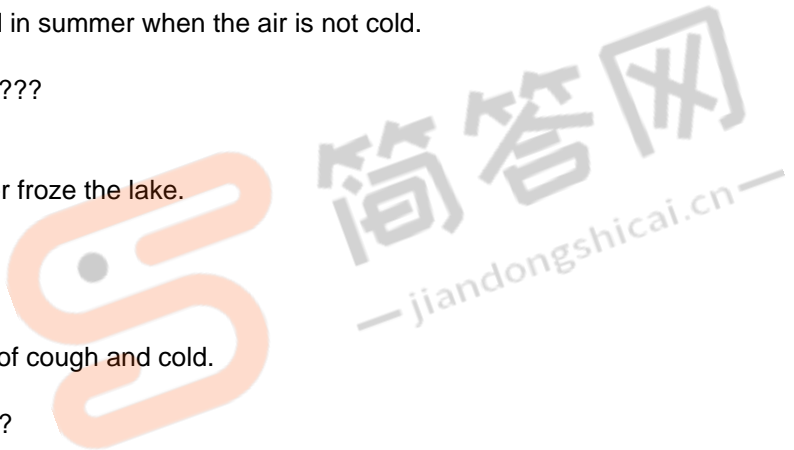 l in summer when the air is not cold.
???
简答网
jiandongshicai.cn
r froze the lake.
of cough and cold.
?